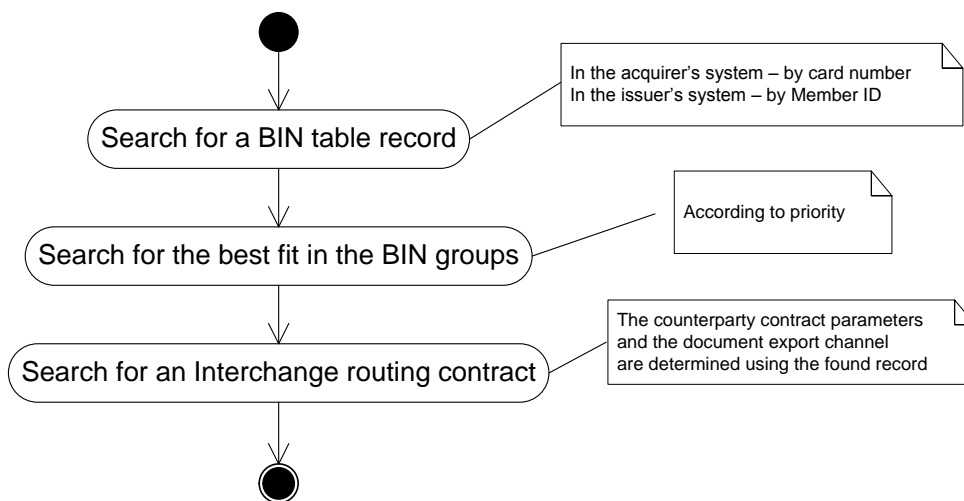 In the acquirer's system – by card number
In the issuer's system – by Member ID
Search for a BIN table record
According to priority
Search for the best fit in the BIN groups
The counterparty contract parameters
and the document export channel
are determined using the found record
Search for an Interchange routing contract